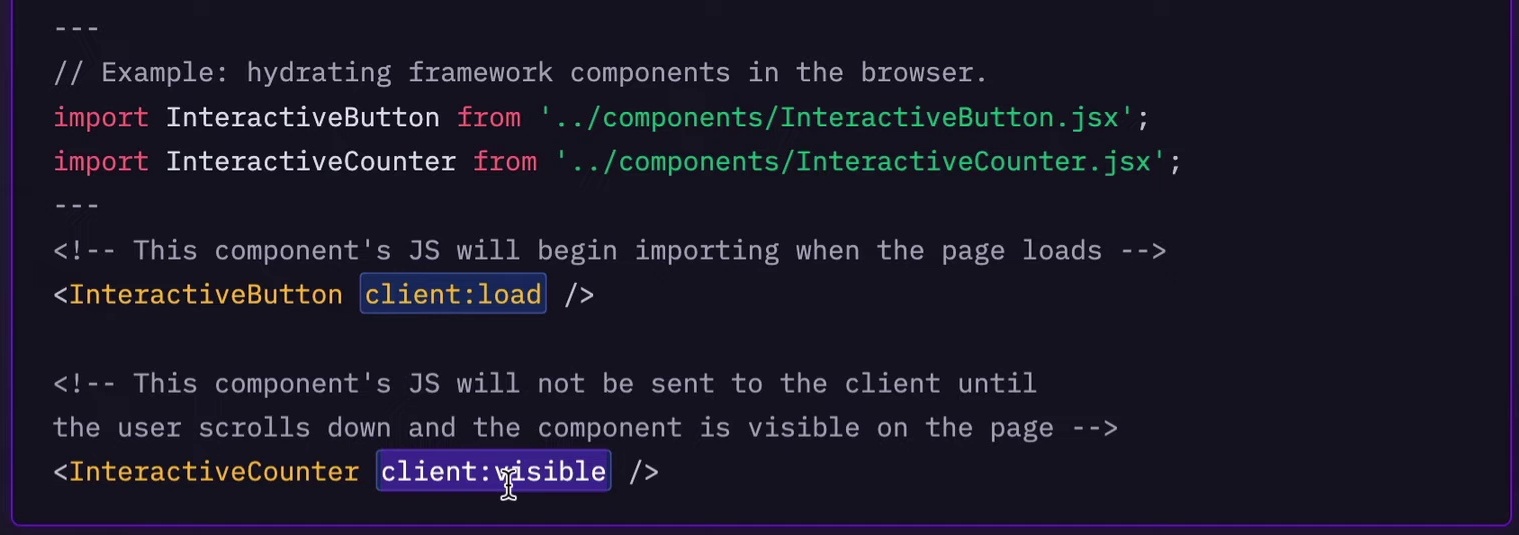 ---
// Example: hydrating framework components in the browser.
import InteractiveButton from '../components/InteractiveButton.jsx';
import InteractiveCounter from '../components/InteractiveCounter.jsx';
---
<!-- This component's JS will begin importing when the page loads -->
<InteractiveButton client:load />
<!-- This component's JS will not be sent to the client until
the user scrolls down and the component is visible on the page -->
<InteractiveCounter client:visible />